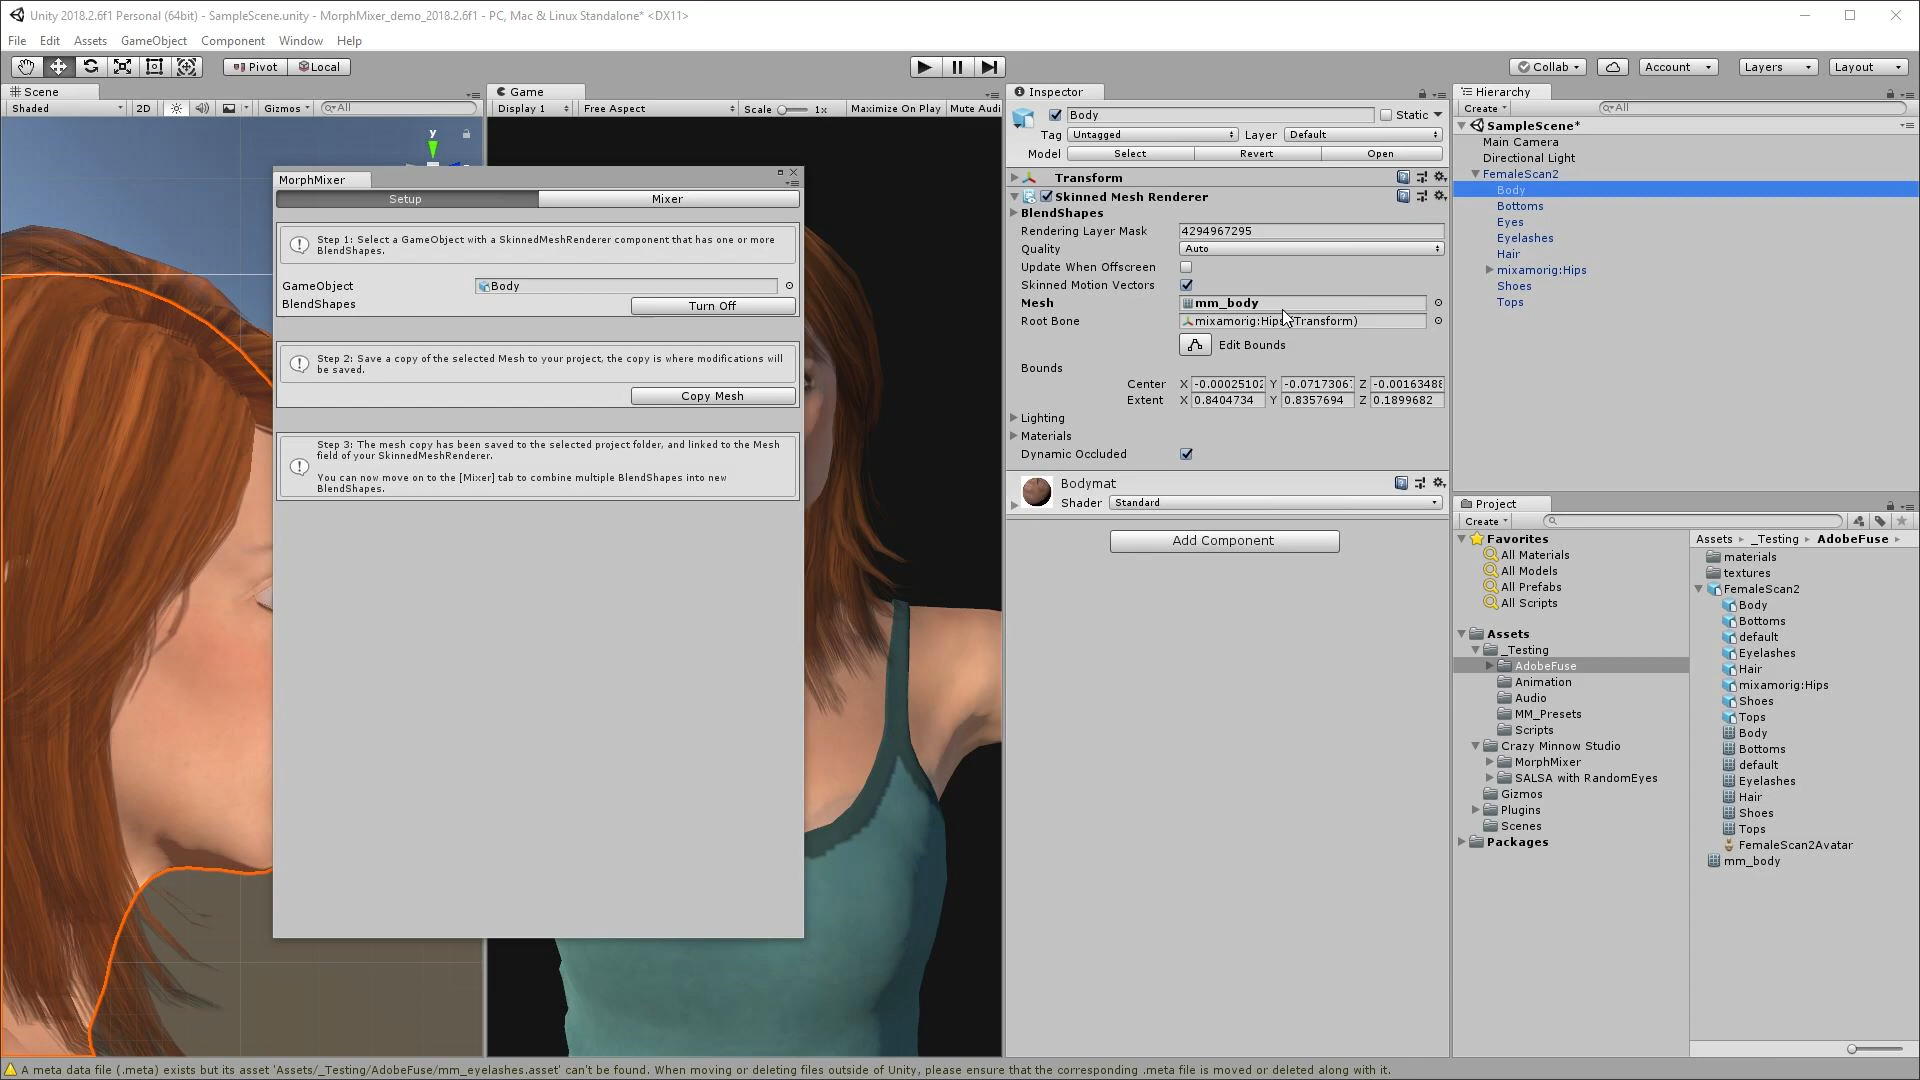 Unity 2018.2.6f1 Personal (64bit) - SampleScene.unity - MorphMixer_demo_2018.2.6f1 - PC, Mac & Linux Standalone* <DX11>
File Edit Assets GameObject Component Window Help
Pivot Local Collab Account Layers Layout
Scene
Shaded 2D Gizmos All
y
Game
Display 1 Free Aspect Scale 1x Maximize On Play Mute Audi
MorphMixer
Setup Mixer
Step 1: Select a GameObject with a SkinnedMeshRenderer component that has one or more
BlendShapes.
GameObject Body
BlendShapes Turn Off
Step 2: Save a copy of the selected Mesh to your project, the copy is where modifications will
be saved.
Copy Mesh
Step 3: The mesh copy has been saved to the selected project folder, and linked to the Mesh
field of your SkinnedMeshRenderer.
You can now move on to the [Mixer] tab to combine multiple BlendShapes into new
BlendShapes.
Inspector
Body Static
Tag Untagged Layer Default
Model Select Revert Open
Transform
Skinned Mesh Renderer
BlendShapes
Rendering Layer Mask 4294967295
Quality Auto
Update When Offscreen
Skinned Motion Vectors
Mesh mm_body
Root Bone mixamorig:Hips Transform)
Edit Bounds
Bounds
Center X -0.00025102 Y -0.0717306 Z -0.0016348
Extent X 0.8404734 Y 0.8357694 Z 0.1899682
Lighting
Materials
Dynamic Occluded
Bodymat
Shader Standard
Add Component
Hierarchy
Create All
SampleScene*
Main Camera
Directional Light
FemaleScan2
Body
Bottoms
Eyes
Eyelashes
Hair
mixamorig:Hips
Shoes
Tops
Project
Create
Favorites
All Materials
All Models
All Prefabs
All Scripts
Assets
_Testing
AdobeFuse
Animation
Audio
MM_Presets
Scripts
Crazy Minnow Studio
MorphMixer
SALSA with RandomEyes
Gizmos
Plugins
Scenes
Packages
Assets _Testing AdobeFuse
materials
textures
FemaleScan2
Body
Bottoms
default
Eyelashes
Hair
mixamorig:Hips
Shoes
Tops
Body
Bottoms
default
Eyelashes
Hair
Shoes
Tops
FemaleScan2Avatar
mm_body
A meta data file (.meta) exists but its asset 'Assets/_Testing/AdobeFuse/mm_eyelashes.asset' can't be found. When moving or deleting files outside of Unity, please ensure that the corresponding .meta file is moved or deleted along with it.